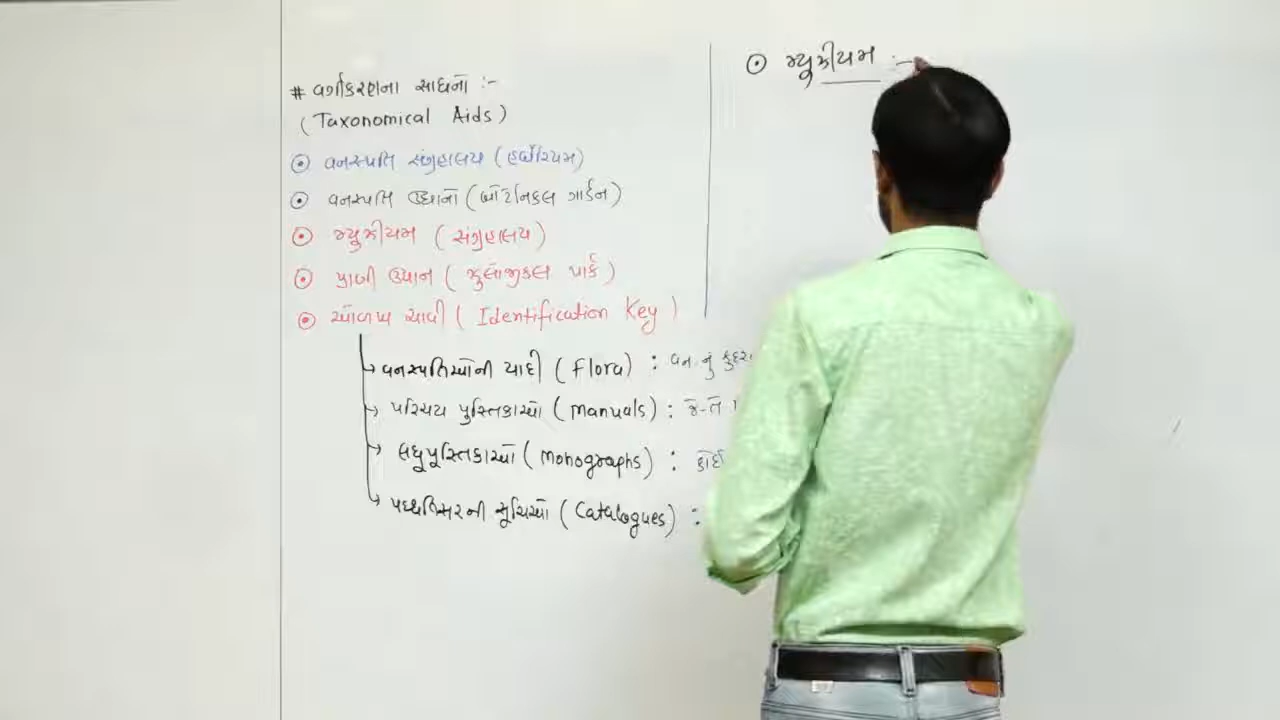 # વર્ગીકરણના સાધનો :-
(Taxonomical Aids)
⊙ વનસ્પતિ સંગ્રહાલય (હર્બેરિયમ)
⊙ વનસ્પતિ ઉદ્યાનો (બોટનિકલ ગાર્ડન)
⊙ મ્યુઝીયમ (સંગ્રહાલય)
⊙ પ્રાણી ઉદ્યાન (ઝુલોજીકલ પાર્ક)
⊙ ઓળખ ચાવી (Identification Key)
વનસ્પતિઓની યાદી (Flora) : વન. નું
પરિચય પુસ્તિકાઓ (Manuals) : જે-તે
લઘુપૂસ્તિકાઓ (Monographs) :
પધ્ધતિસરની સૂચિઓ (Catalogues) :
⊙ મ્યુઝીયમ :-